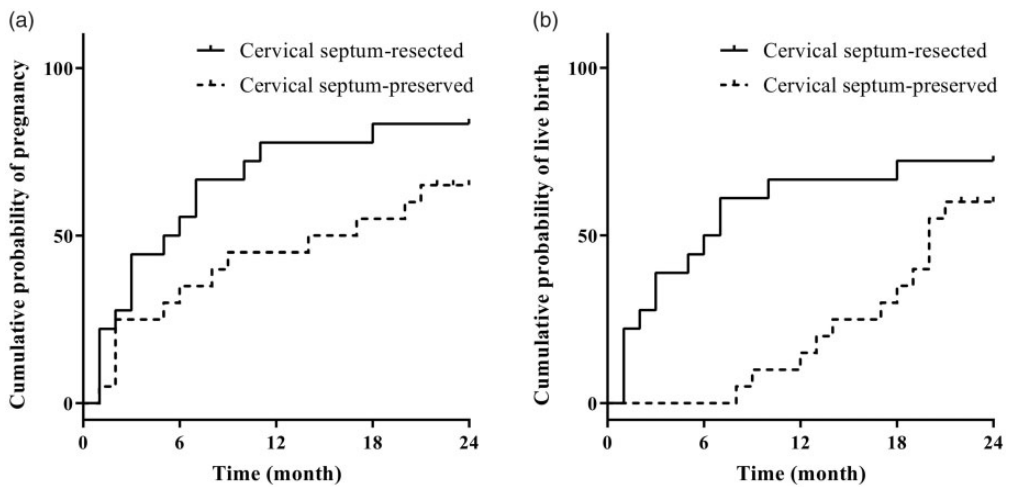 (a)
Cervical septum-resected
Cervical septum-preserved
Cumulative probability of pregnancy
100
50
0
0 6 12 18 24
Time (month)
(b)
Cervical septum-resected
Cervical septum-preserved
Cumulative probability of live birth
100
50
0
0 6 12 18 24
Time (month)